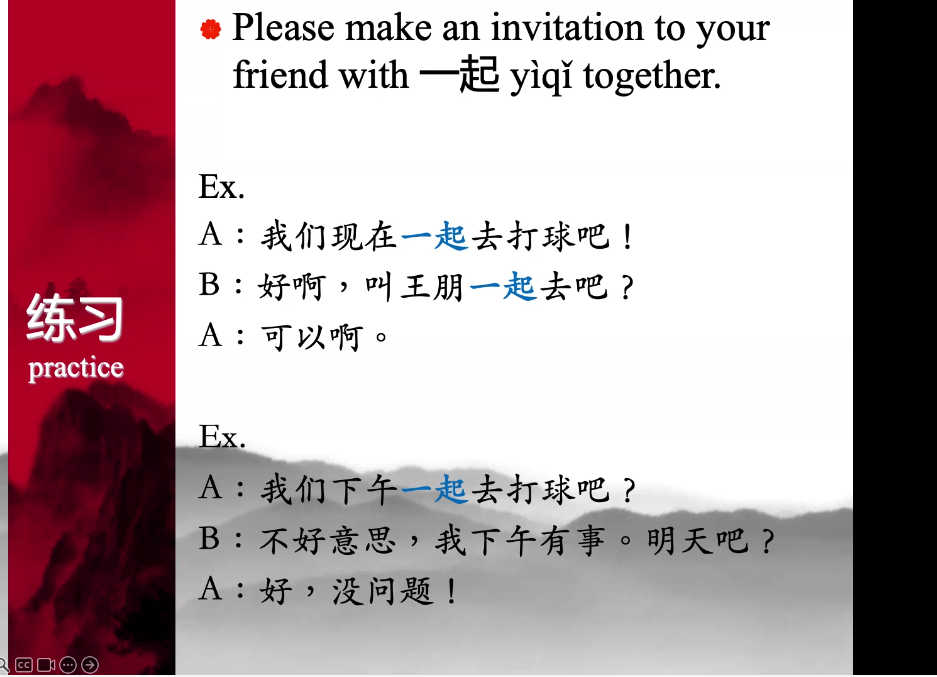 Please make an invitation to your
friend with 一起 yìqǐ together.
Ex.
A：我们现在一起去打球吧！
B：好啊，叫王朋一起去吧？
A：可以啊。
练习
practice
Ex.
A：我们下午一起去打球吧？
B：不好意思，我下午有事。明天吧？
A：好，没问题！
CC